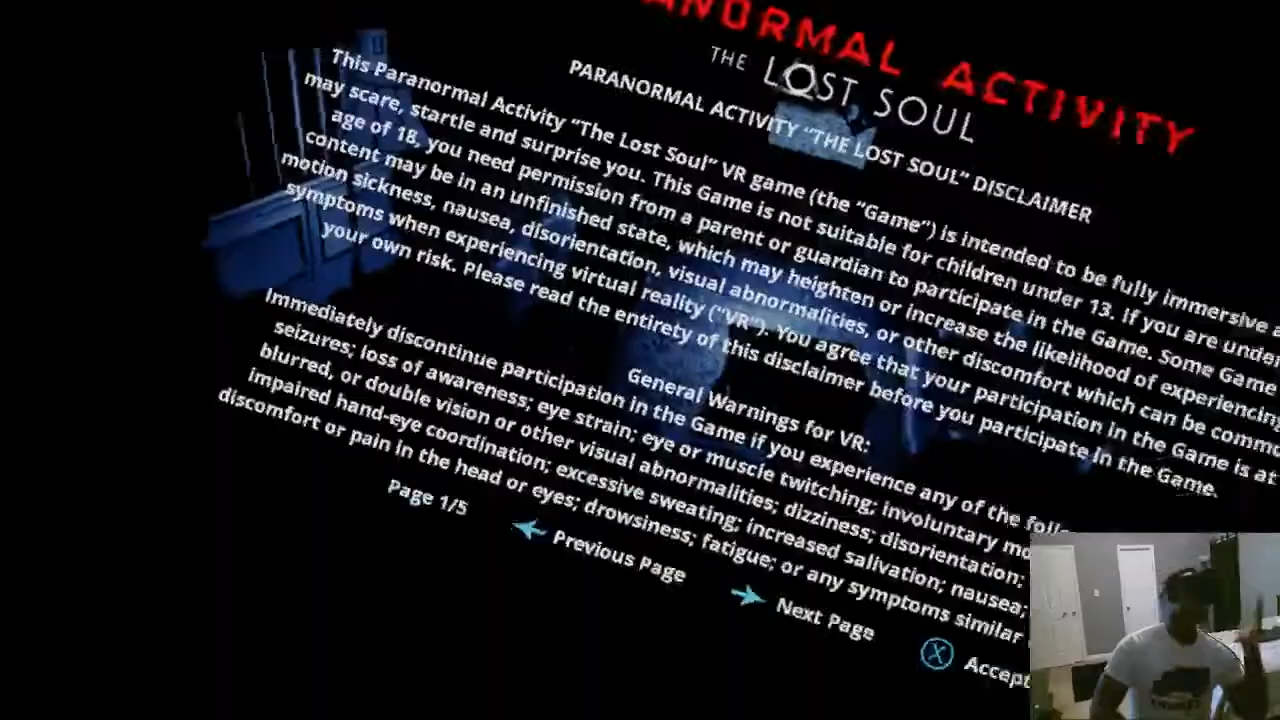 NORMAL ACTIVITY
THE LOST SOUL
PARANORMAL ACTIVITY "THE LOST SOUL" DISCLAIMER
This Paranormal Activity "The Lost Soul" VR game (the "Game") is intended to be fully immersive
may scare, startle and surprise you. This Game is not suitable for children under 13. If you are under
age of 18, you need permission from a parent or guardian to participate in the Game. Some Game
content may be in an unfinished state, which may heighten or increase the likelihood of experiencing
motion sickness, nausea, disorientation, visual abnormalities, or other discomfort which can be
symptoms when experiencing virtual reality ("VR"). You agree that your participation in the Game is at
your own risk. Please read the entirety of this disclaimer before you participate in the Game.
General Warnings for VR:
Immediately discontinue participation in the Game if you experience any of the
seizures; loss of awareness; eye strain; eye or muscle twitching; involuntary
blurred, or double vision or other visual abnormalities; dizziness; disorientation;
impaired hand-eye coordination; excessive sweating; increased salivation; nausea;
discomfort or pain in the head or eyes; drowsiness; fatigue; or any symptoms similar
Page 1/5
Previous Page
Next Page
X Accept